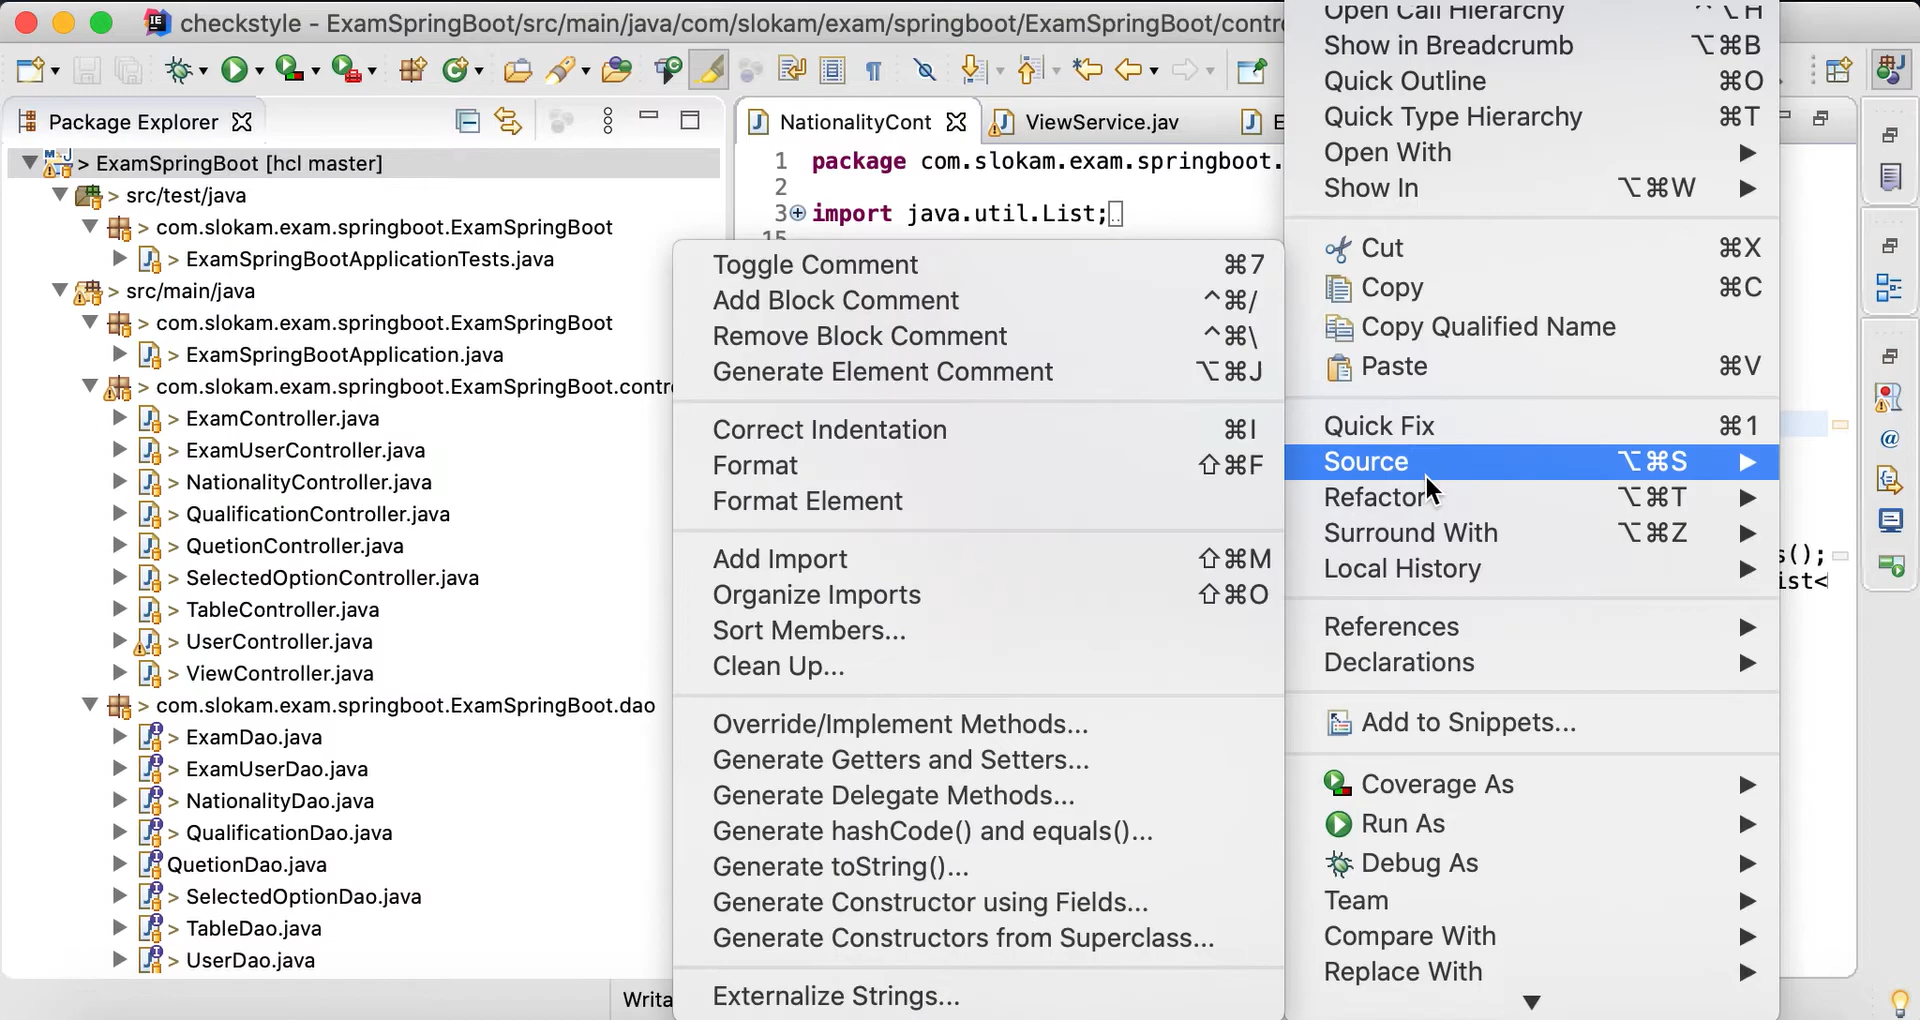 checkstyle - ExamSpringBoot/src/main/java/com/slokam/exam/springboot/ExamSpringBoot/contro
Package Explorer
> ExamSpringBoot [hcl master]
> src/test/java
> com.slokam.exam.springboot.ExamSpringBoot
> ExamSpringBootApplicationTests.java
> src/main/java
> com.slokam.exam.springboot.ExamSpringBoot
> ExamSpringBootApplication.java
> com.slokam.exam.springboot.ExamSpringBoot.contro
> ExamController.java
> ExamUserController.java
> NationalityController.java
> QualificationController.java
> QuetionController.java
> SelectedOptionController.java
> TableController.java
> UserController.java
> ViewController.java
> com.slokam.exam.springboot.ExamSpringBoot.dao
> ExamDao.java
> ExamUserDao.java
> NationalityDao.java
> QualificationDao.java
QuetionDao.java
> SelectedOptionDao.java
> TableDao.java
> UserDao.java
NationalityCont
ViewService.jav
E
1 package com.slokam.exam.springboot.
2
3 import java.util.List;
15
s();
ist<
Writa
Toggle Comment ⌘7
Add Block Comment ^⌘/
Remove Block Comment ^⌘\
Generate Element Comment ⌥⌘J
Correct Indentation ⌘I
Format ⇧⌘F
Format Element
Add Import ⇧⌘M
Organize Imports ⇧⌘O
Sort Members...
Clean Up...
Override/Implement Methods...
Generate Getters and Setters...
Generate Delegate Methods...
Generate hashCode() and equals()...
Generate toString()...
Generate Constructor using Fields...
Generate Constructors from Superclass...
Externalize Strings...
Open Call Hierarchy ^⌥H
Show in Breadcrumb ⌥⌘B
Quick Outline ⌘O
Quick Type Hierarchy ⌘T
Open With
Show In ⌥⌘W
Cut ⌘X
Copy ⌘C
Copy Qualified Name
Paste ⌘V
Quick Fix ⌘1
Source ⌥⌘S
Refactor ⌥⌘T
Surround With ⌥⌘Z
Local History
References
Declarations
Add to Snippets...
Coverage As
Run As
Debug As
Team
Compare With
Replace With